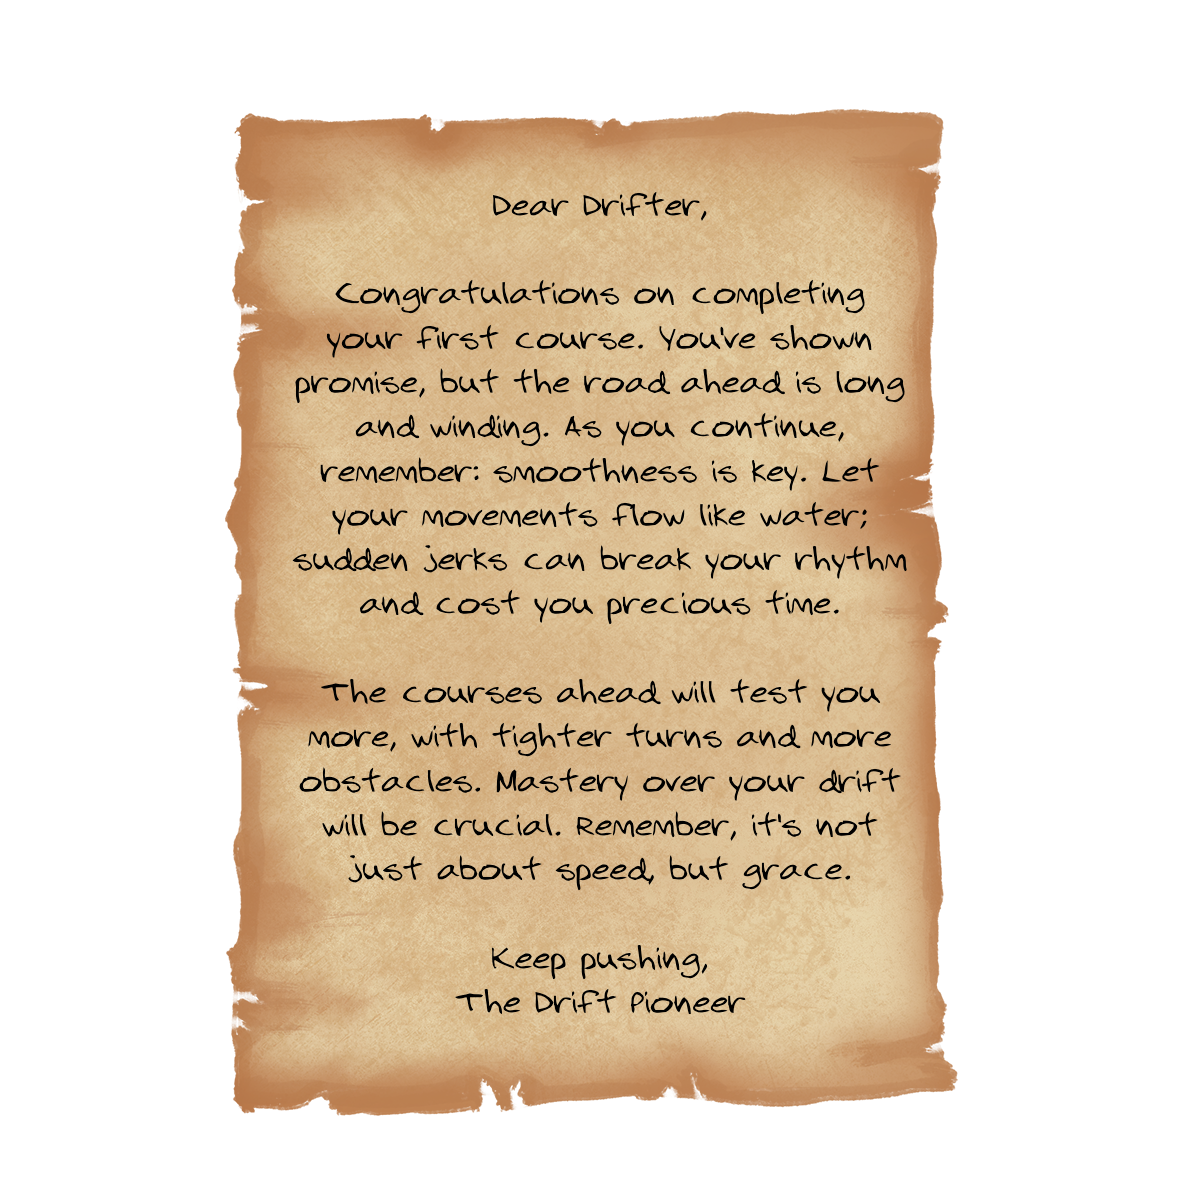 Dear Drifter,
Congratulations on completing
your first course. You've shown
promise, but the road ahead is long
and winding. As you continue,
remember: smoothness is key. Let
your movements flow like water;
sudden jerks can break your rhythm
and cost you precious time.
The courses ahead will test you
more, with tighter turns and more
obstacles. Mastery over your drift
will be crucial. Remember, it's not
just about speed, but grace.
Keep pushing,
The Drift Pioneer